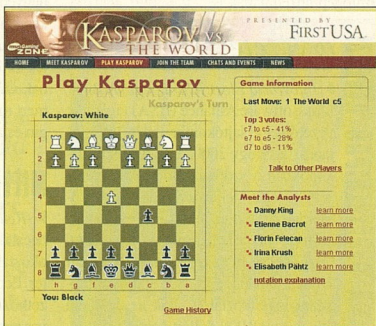 PRESENTED BY
FIRSTUSA
KASPAROV VS.
THE WORLD
ZONE
HOME MEET KASPAROV PLAY KASPAROV JOIN THE TEAM CHATS AND EVENTS NEWS
Play Kasparov
Kasparov's Turn
Kasparov: White
1
2
3
4
5
6
7
8
h g f e d c b a
You: Black
Game History
Game Information
Last Move: 1 The World c5
Top 3 votes:
c7 to c5 - 41%
e7 to e5 - 28%
d7 to d6 - 11%
Talk to Other Players
Meet the Analysts
Danny King learn more
Etienne Bacrot learn more
Florin Felecan learn more
Irina Krush learn more
Elisabeth Pähtz learn more
notation explanation